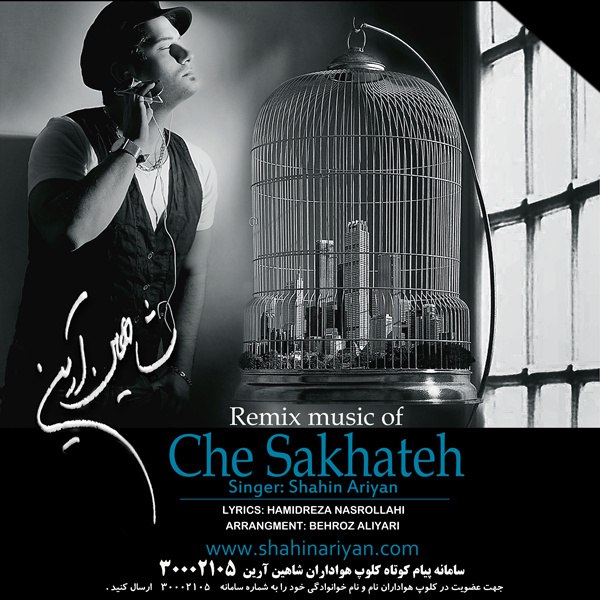 شاهین آرین
Remix music of
Che Sakhateh
Singer: Shahin Ariyan
LYRICS: HAMIDREZA NASROLLAHI
ARRANGMENT: BEHROZ ALIYARI
www.shahinariyan.com
سامانه پیام کوتاه کلوپ هواداران شاهین آرین ۳۰۰۰۲۱۰۵
جهت عضویت در کلوپ هواداران نام و نام خوانوادگی خود را به شماره سامانه ۳۰۰۰۲۱۰۵ ارسال کنید .